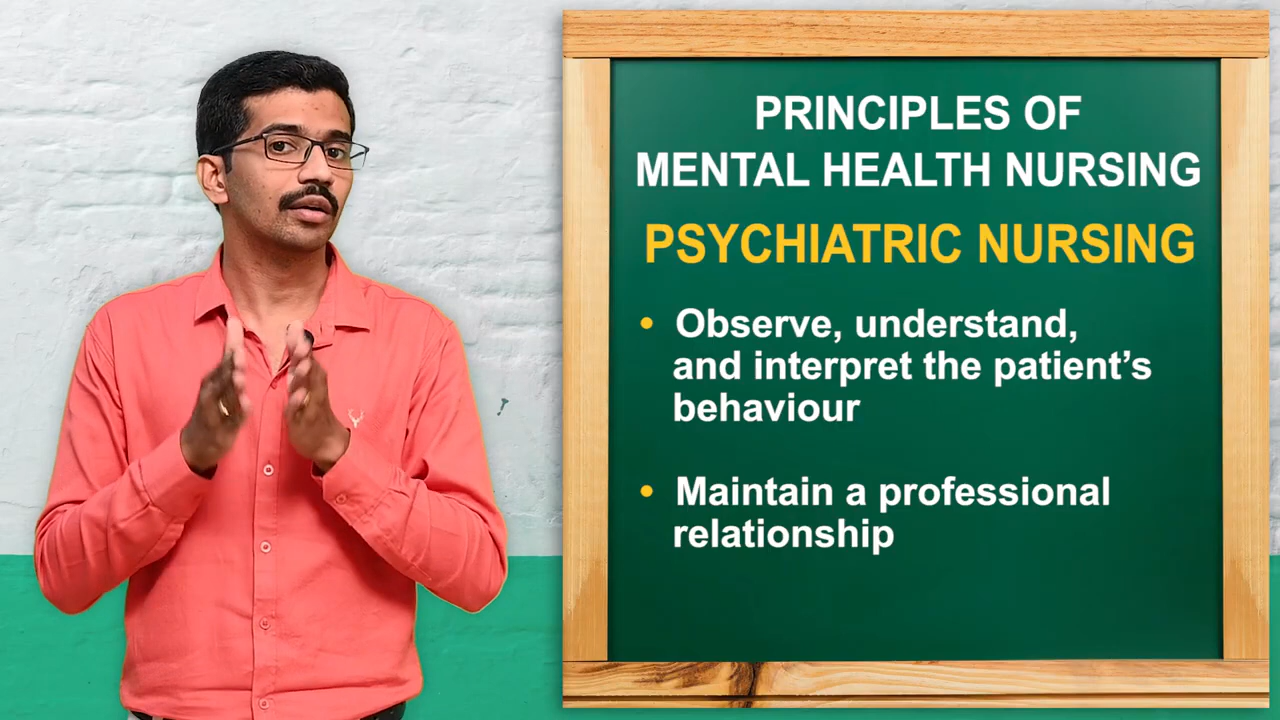 PRINCIPLES OF
MENTAL HEALTH NURSING
PSYCHIATRIC NURSING
• Observe, understand,
and interpret the patient’s
behaviour
• Maintain a professional
relationship